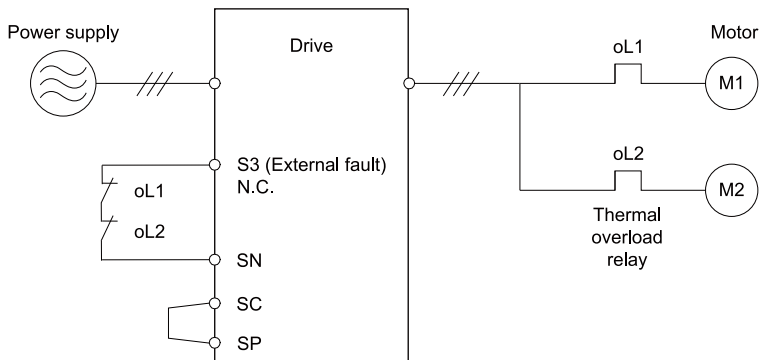 Power supply
Drive
oL1
Motor
M1
S3 (External fault)
N.C.
oL1
oL2
SN
SC
SP
oL2
M2
Thermal
overload
relay